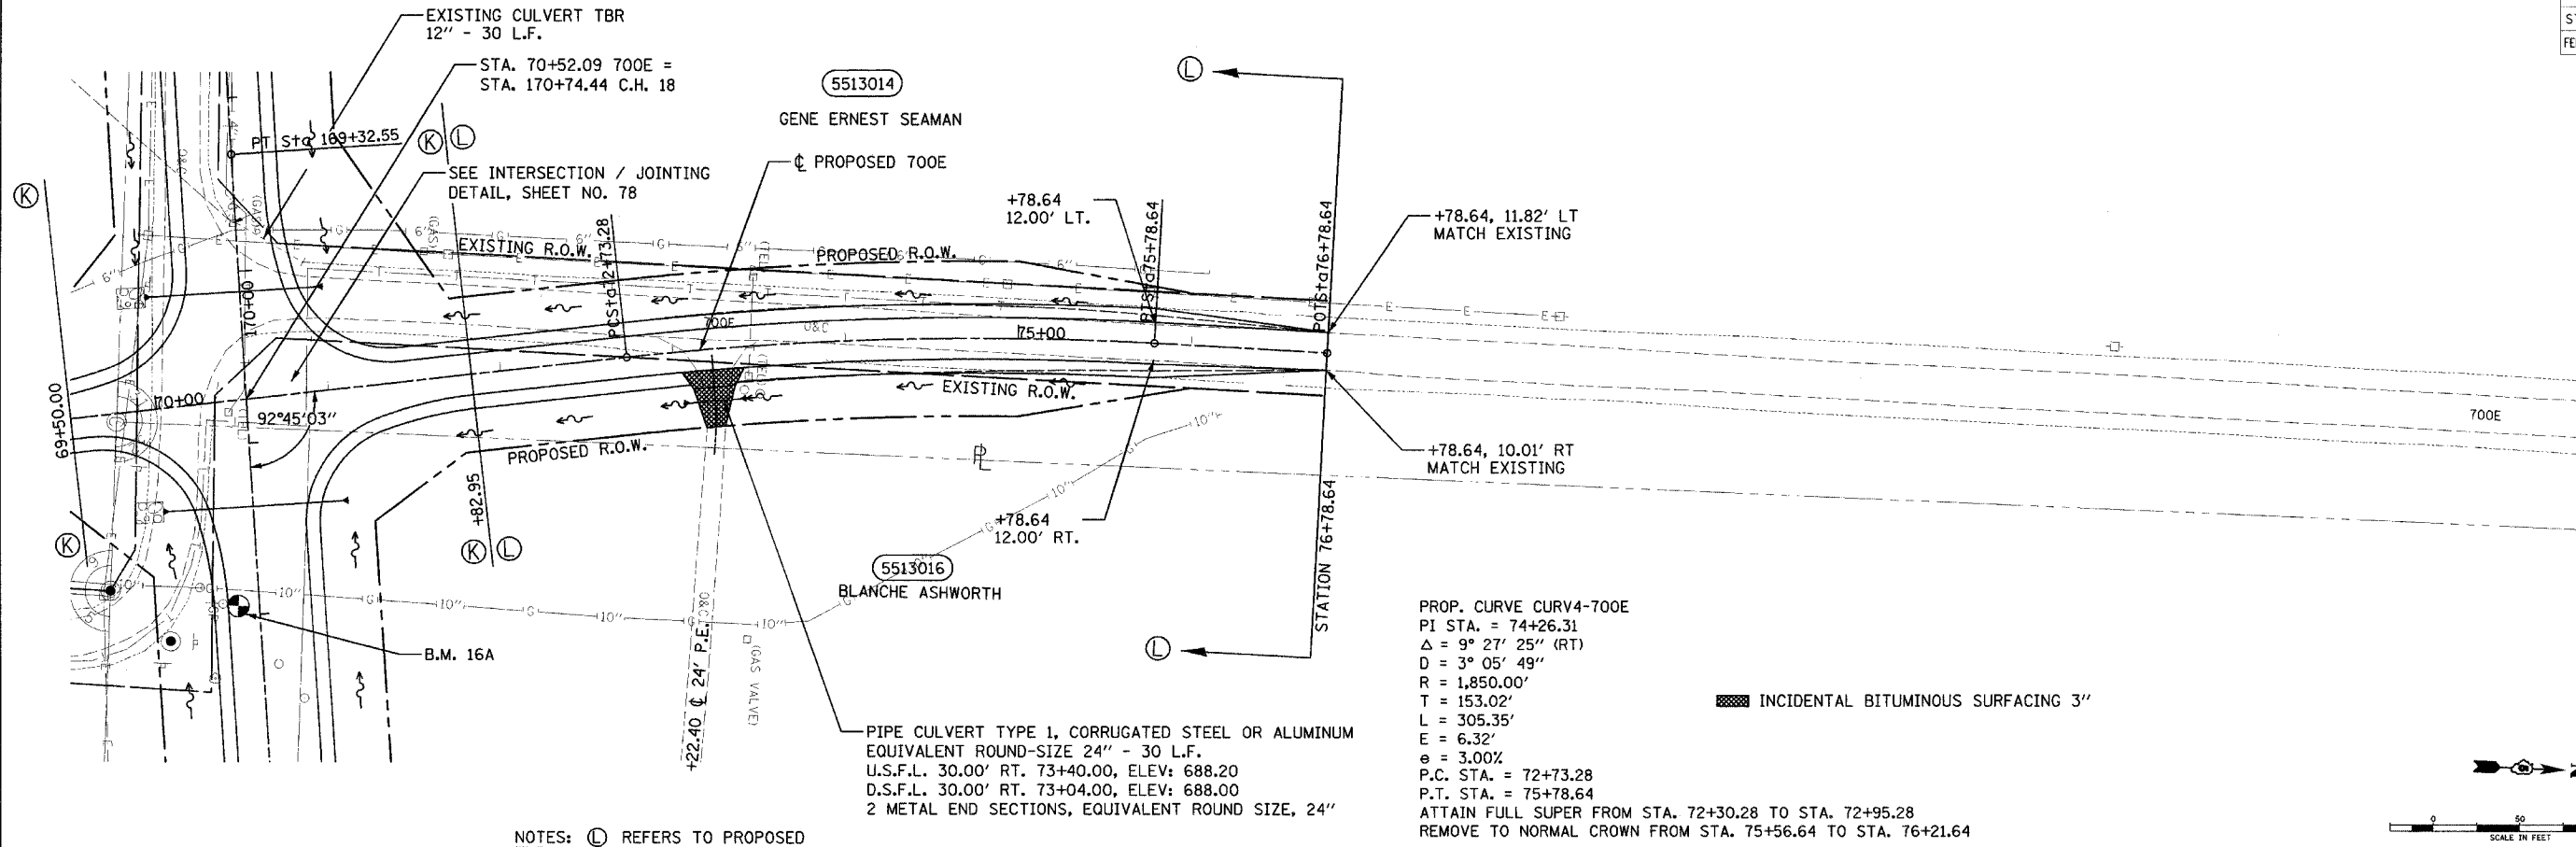 EXISTING CULVERT TBR
12" - 30 L.F.
STA. 70+52.09 700E =
STA. 170+74.44 C.H. 18
5513014
GENE ERNEST SEAMAN
℄ PROPOSED 700E
PT Sta 169+32.55
SEE INTERSECTION / JOINTING
DETAIL, SHEET NO. 78
K
K
L
L
+78.64
12.00' LT.
+78.64, 11.82' LT
MATCH EXISTING
EXISTING R.O.W.
PROPOSED R.O.W.
PCSta72+73.28
PTSta75+78.64
POTSta76+78.64
170+00
700E
75+00
70+00
69+50.00
92°45'03"
EXISTING R.O.W.
PROPOSED R.O.W.
+82.95
K
K
L
+78.64, 10.01' RT
MATCH EXISTING
700E
+78.64
12.00' RT.
STATION 76+78.64
5513016
BLANCHE ASHWORTH
L
B.M. 16A
+22.40 ℄ 24' P.E.
(GAS VALVE)
PIPE CULVERT TYPE 1, CORRUGATED STEEL OR ALUMINUM
EQUIVALENT ROUND-SIZE 24" - 30 L.F.
U.S.F.L. 30.00' RT. 73+40.00, ELEV: 688.20
D.S.F.L. 30.00' RT. 73+04.00, ELEV: 688.00
2 METAL END SECTIONS, EQUIVALENT ROUND SIZE, 24"
PROP. CURVE CURV4-700E
PI STA. = 74+26.31
Δ = 9° 27' 25" (RT)
D = 3° 05' 49"
R = 1,850.00'
T = 153.02'
L = 305.35'
E = 6.32'
e = 3.00%
P.C. STA. = 72+73.28
P.T. STA. = 75+78.64
ATTAIN FULL SUPER FROM STA. 72+30.28 TO STA. 72+95.28
REMOVE TO NORMAL CROWN FROM STA. 75+56.64 TO STA. 76+21.64
INCIDENTAL BITUMINOUS SURFACING 3"
NOTES: L REFERS TO PROPOSED
0 50
SCALE IN FEET